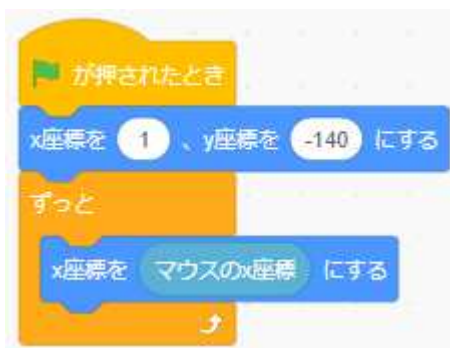 が押されたとき
x座標を 1 、y座標を -140 にする
ずっと
x座標を マウスのx座標 にする